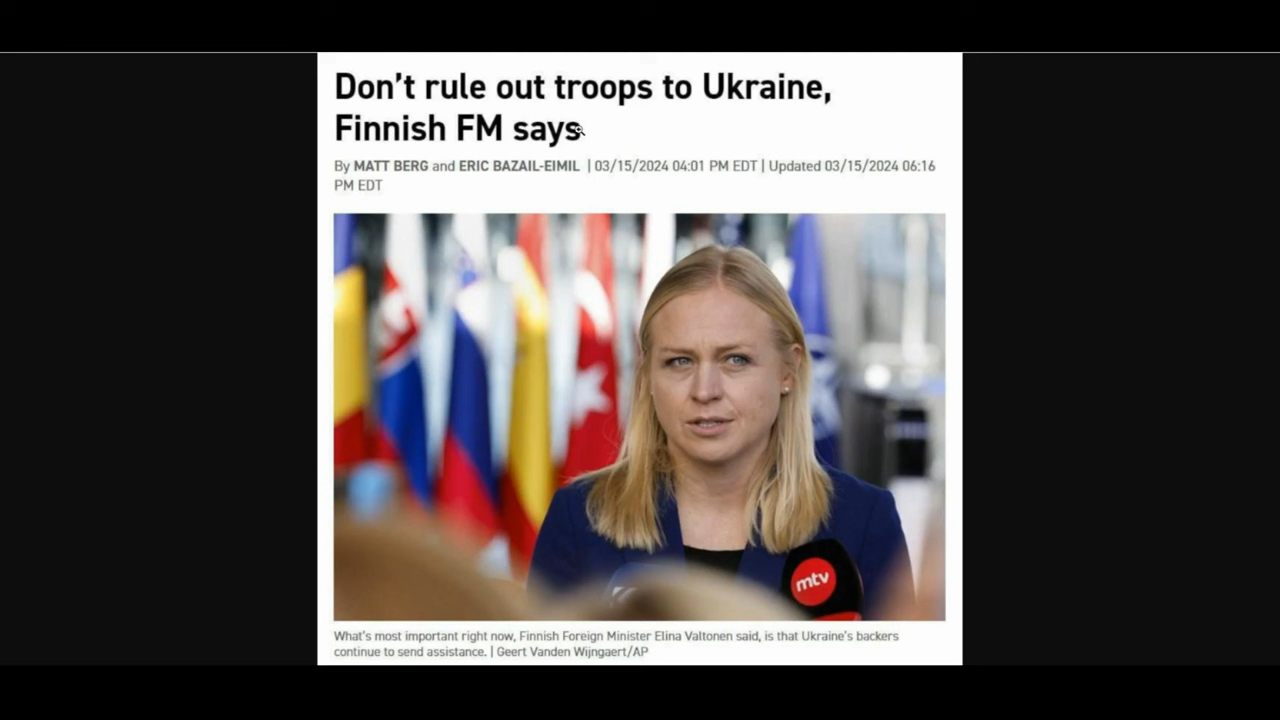 Don't rule out troops to Ukraine,
Finnish FM says
By MATT BERG and ERIC BAZAIL-EIMIL | 03/15/2024 04:01 PM EDT | Updated 03/15/2024 06:16
PM EDT
mtv
What's most important right now, Finnish Foreign Minister Elina Valtonen said, is that Ukraine's backers
continue to send assistance. | Geert Vanden Wijngaert/AP